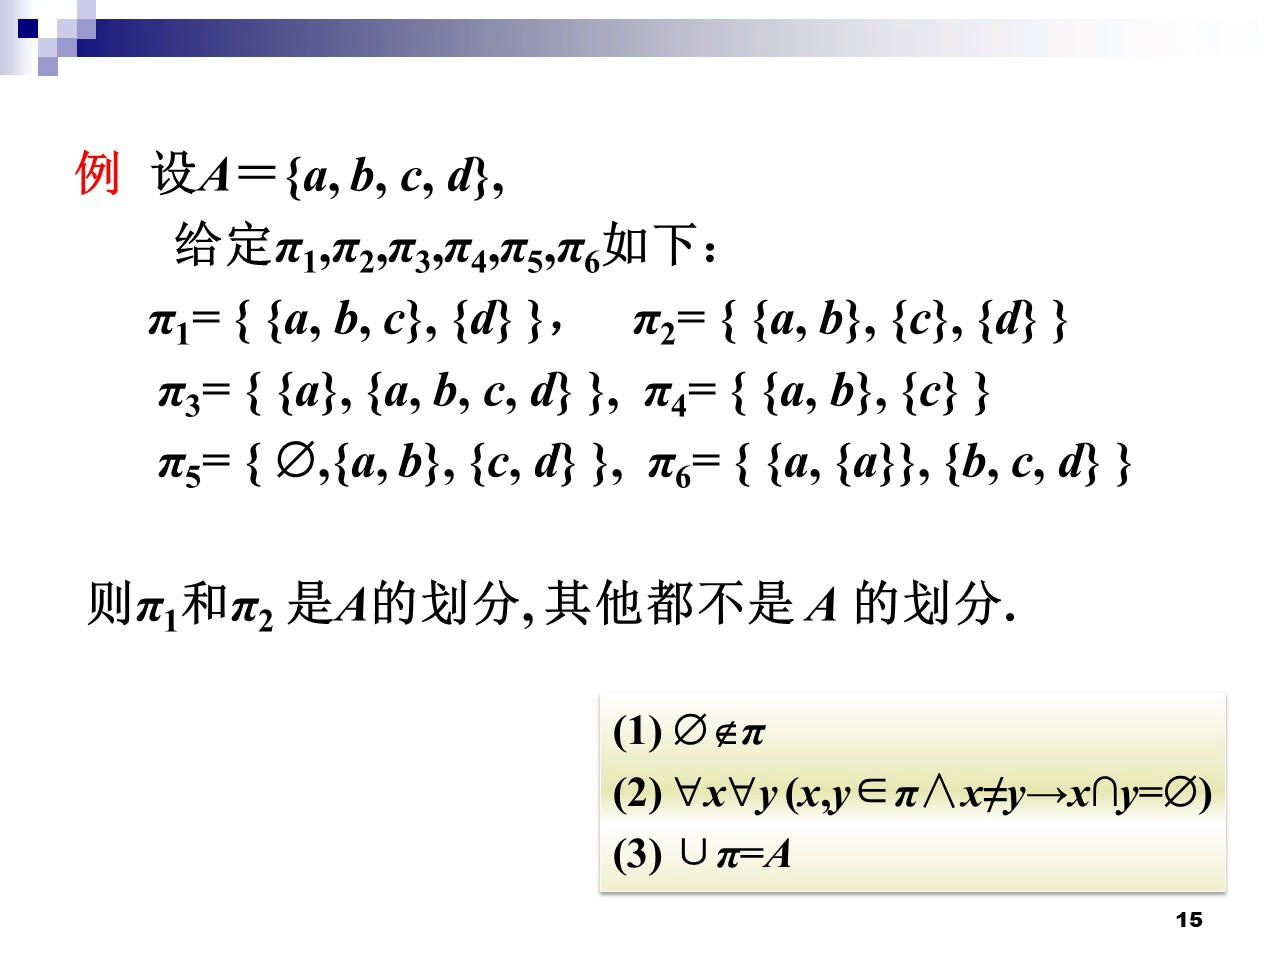 例 设A＝{a, b, c, d},
给定π1,π2,π3,π4,π5,π6如下：
π1= { {a, b, c}, {d} }， π2= { {a, b}, {c}, {d} }
π3= { {a}, {a, b, c, d} }, π4= { {a, b}, {c} }
π5= { ∅,{a, b}, {c, d} }, π6= { {a, {a}}, {b, c, d} }
则π1和π2 是A的划分, 其他都不是 A 的划分.
(1) ∅∉π
(2) ∀x∀y (x,y∈π∧x≠y→x∩y=∅)
(3) ∪π=A
15